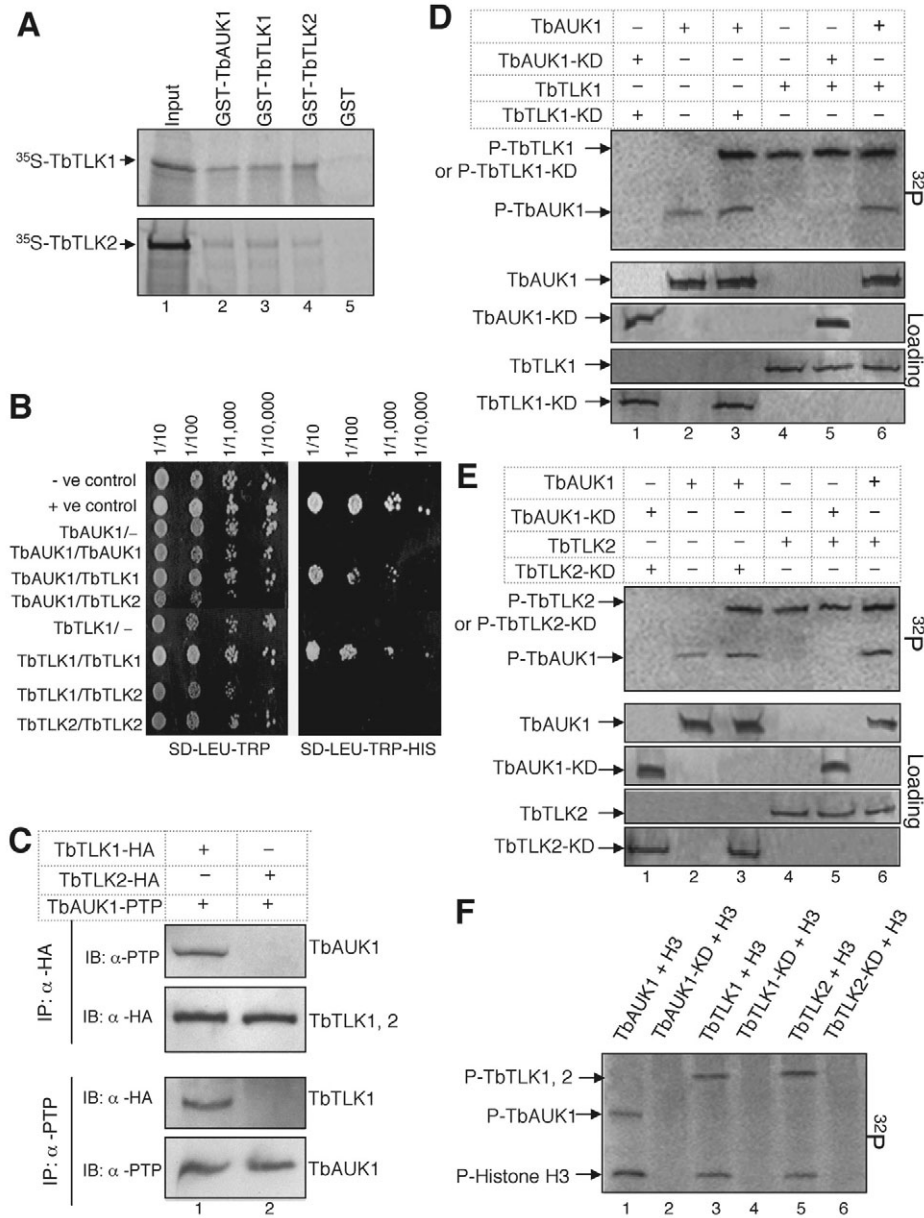 A
Input
GST-TbAUK1
GST-TbTLK1
GST-TbTLK2
GST
35S-TbTLK1
35S-TbTLK2
1 2 3 4 5
B
1/10 1/100 1/1,000 1/10,000 1/10 1/100 1/1,000 1/10,000
- ve control
+ ve control
TbAUK1/–
TbAUK1/TbAUK1
TbAUK1/TbTLK1
TbAUK1/TbTLK2
TbTLK1/ –
TbTLK1/TbTLK1
TbTLK1/TbTLK2
TbTLK2/TbTLK2
SD-LEU-TRP SD-LEU-TRP-HIS
C
TbTLK1-HA + –
TbTLK2-HA – +
TbAUK1-PTP + +
IP: α-HA
IB: α-PTP TbAUK1
IB: α-HA TbTLK1, 2
IP: α-PTP
IB: α-HA TbTLK1
IB: α-PTP TbAUK1
1 2
D
TbAUK1 – + + – – +
TbAUK1-KD + – – – + –
TbTLK1 – – – + + +
TbTLK1-KD + – + – – –
P-TbTLK1
or P-TbTLK1-KD
P-TbAUK1
32P
TbAUK1
TbAUK1-KD
TbTLK1
TbTLK1-KD
Loading
1 2 3 4 5 6
E
TbAUK1 – + + – – +
TbAUK1-KD + – – – + –
TbTLK2 – – – + + +
TbTLK2-KD + – + – – –
P-TbTLK2
or P-TbTLK2-KD
P-TbAUK1
32P
TbAUK1
TbAUK1-KD
TbTLK2
TbTLK2-KD
Loading
1 2 3 4 5 6
F
TbAUK1 + H3
TbAUK1-KD + H3
TbTLK1 + H3
TbTLK1-KD + H3
TbTLK2 + H3
TbTLK2-KD + H3
P-TbTLK1, 2
P-TbAUK1
P-Histone H3
32P
1 2 3 4 5 6